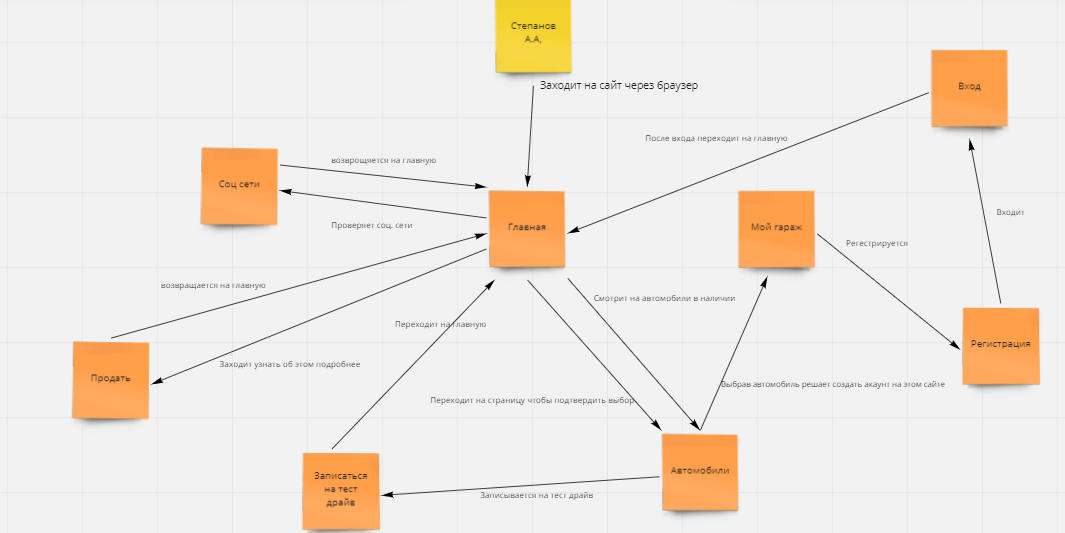 Степанов
А.А.
Заходит на сайт через браузер
Вход
После входа переходит на главную
возврощяется на главную
Соц сети
Проверяет соц. сети
Главная
Мой гараж
Входит
Регестрируется
возвращается на главную
Смотрит на автомобили в наличии
Переходит на главную
Регистрация
Заходит узнать об этом подробнее
Продать
Выбрав автомобиль решает создать акаунт на этом сайте
Переходит на страницу чтобы подтвердить выбор
Автомобили
Записаться
на тест
драйв
Записывается на тест драйв